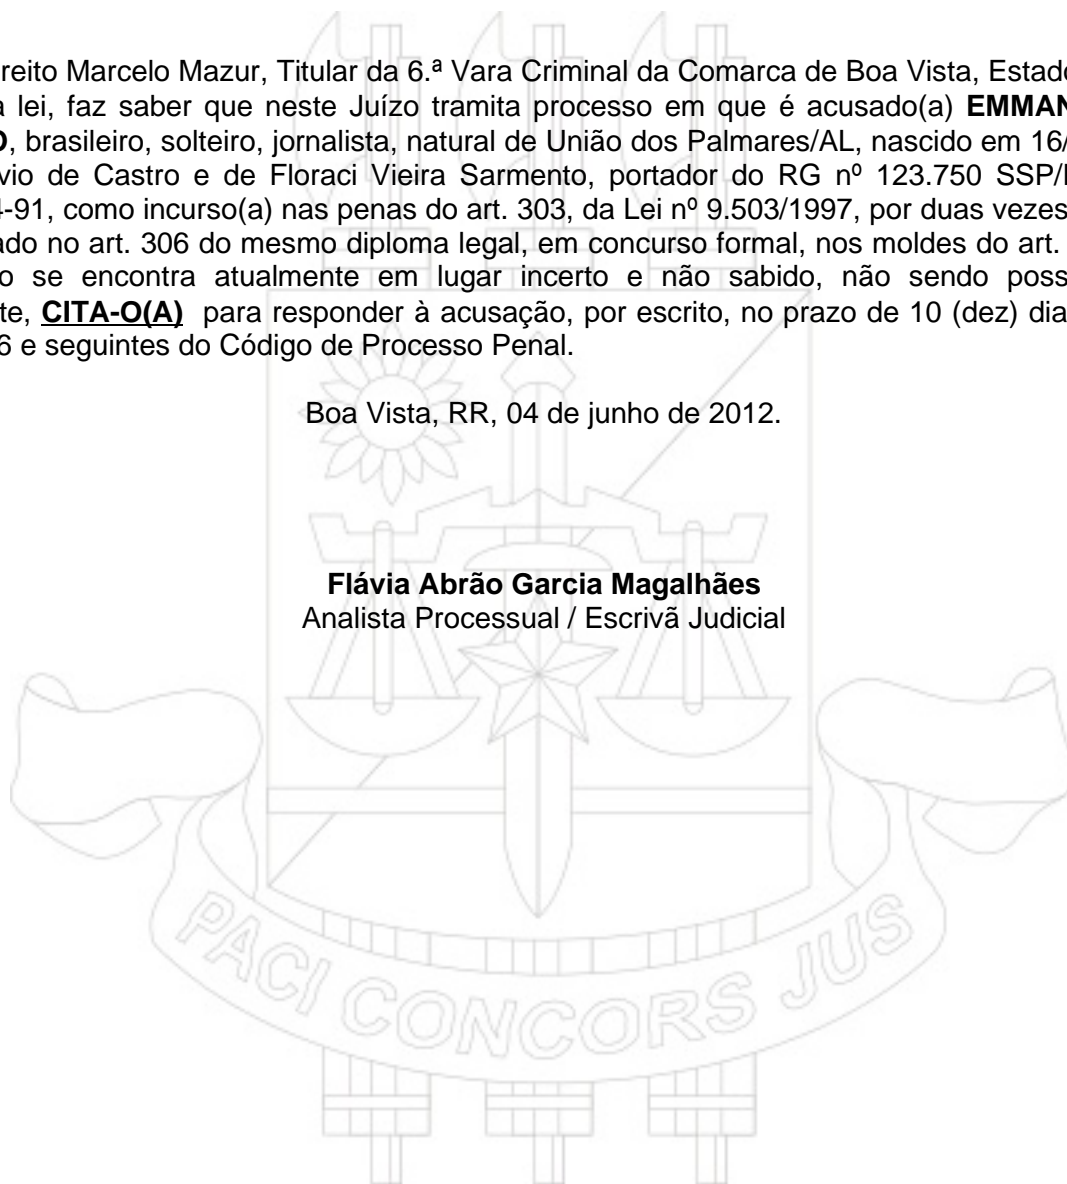 reito Marcelo Mazur, Titular da 6.ª Vara Criminal da Comarca de Boa Vista, Estado
a lei, faz saber que neste Juízo tramita processo em que é acusado(a) EMMAN
O, brasileiro, solteiro, jornalista, natural de União dos Palmares/AL, nascido em 16/
vio de Castro e de Floraci Vieira Sarmento, portador do RG nº 123.750 SSP/
4-91, como incurso(a) nas penas do art. 303, da Lei nº 9.503/1997, por duas vezes
ado no art. 306 do mesmo diploma legal, em concurso formal, nos moldes do art.
o se encontra atualmente em lugar incerto e não sabido, não sendo poss
te, CITA-O(A) para responder à acusação, por escrito, no prazo de 10 (dez) dia
6 e seguintes do Código de Processo Penal.
Boa Vista, RR, 04 de junho de 2012.
Flávia Abrão Garcia Magalhães
Analista Processual / Escrivã Judicial
PACI CONCORS JUS